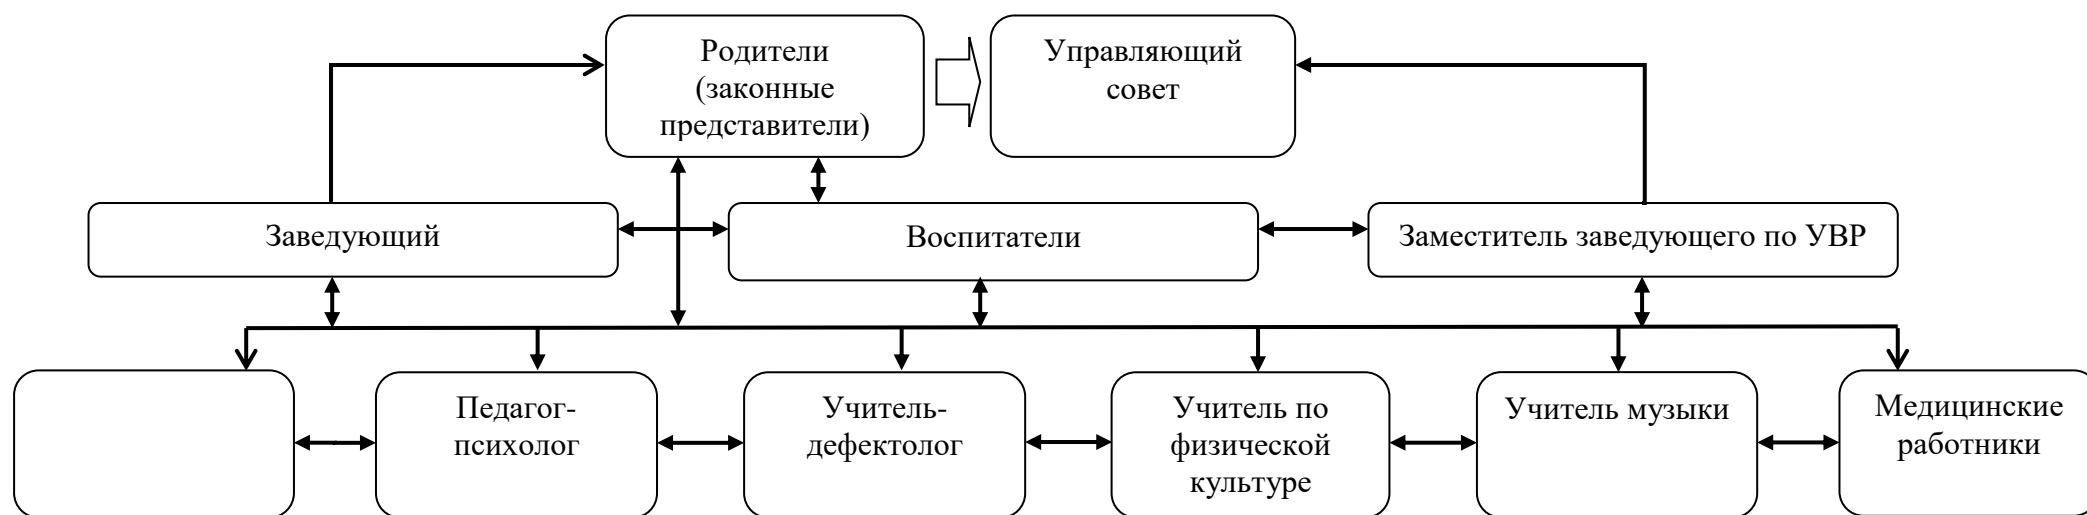 Родители
(законные
представители)
Управляющий
совет
Заведующий
Воспитатели
Заместитель заведующего по УВР
Педагог-
психолог
Учитель-
дефектолог
Учитель по
физической
культуре
Учитель музыки
Медицинские
работники